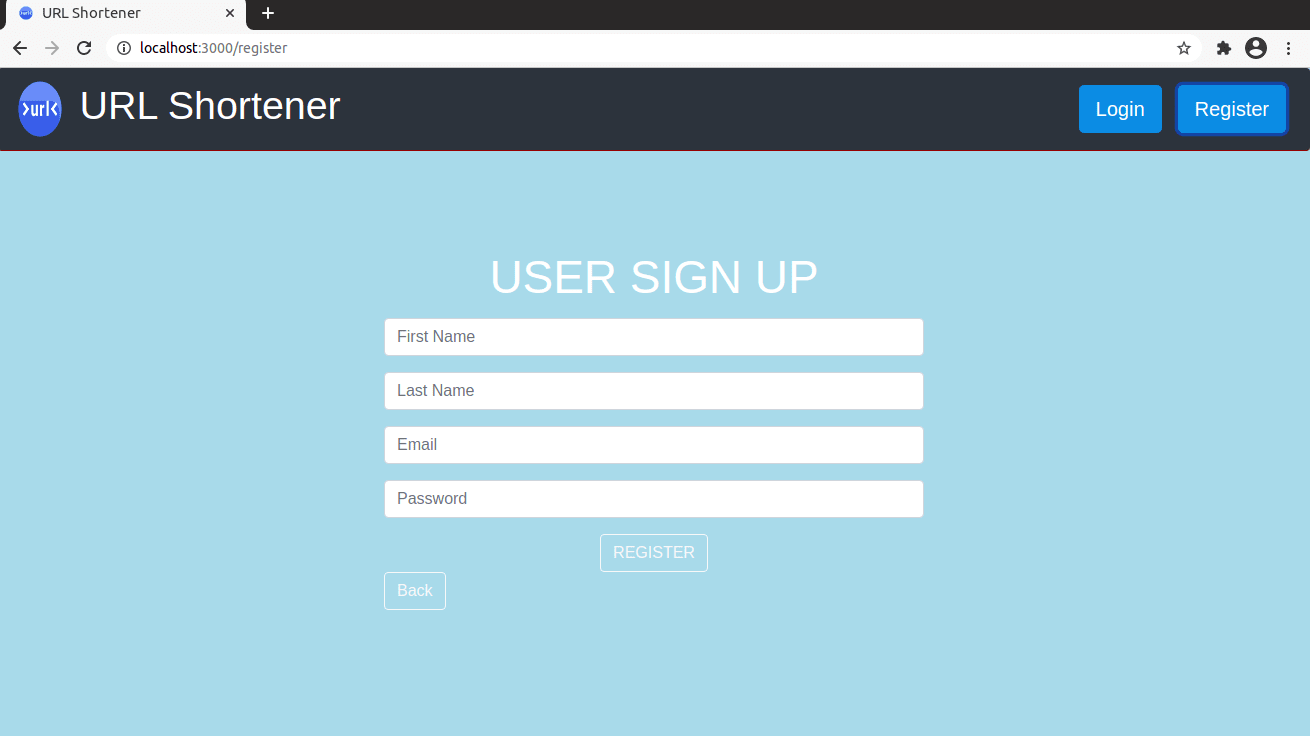 URL Shortener
localhost:3000/register
>url< URL Shortener Login Register
USER SIGN UP
First Name
Last Name
Email
Password
REGISTER
Back